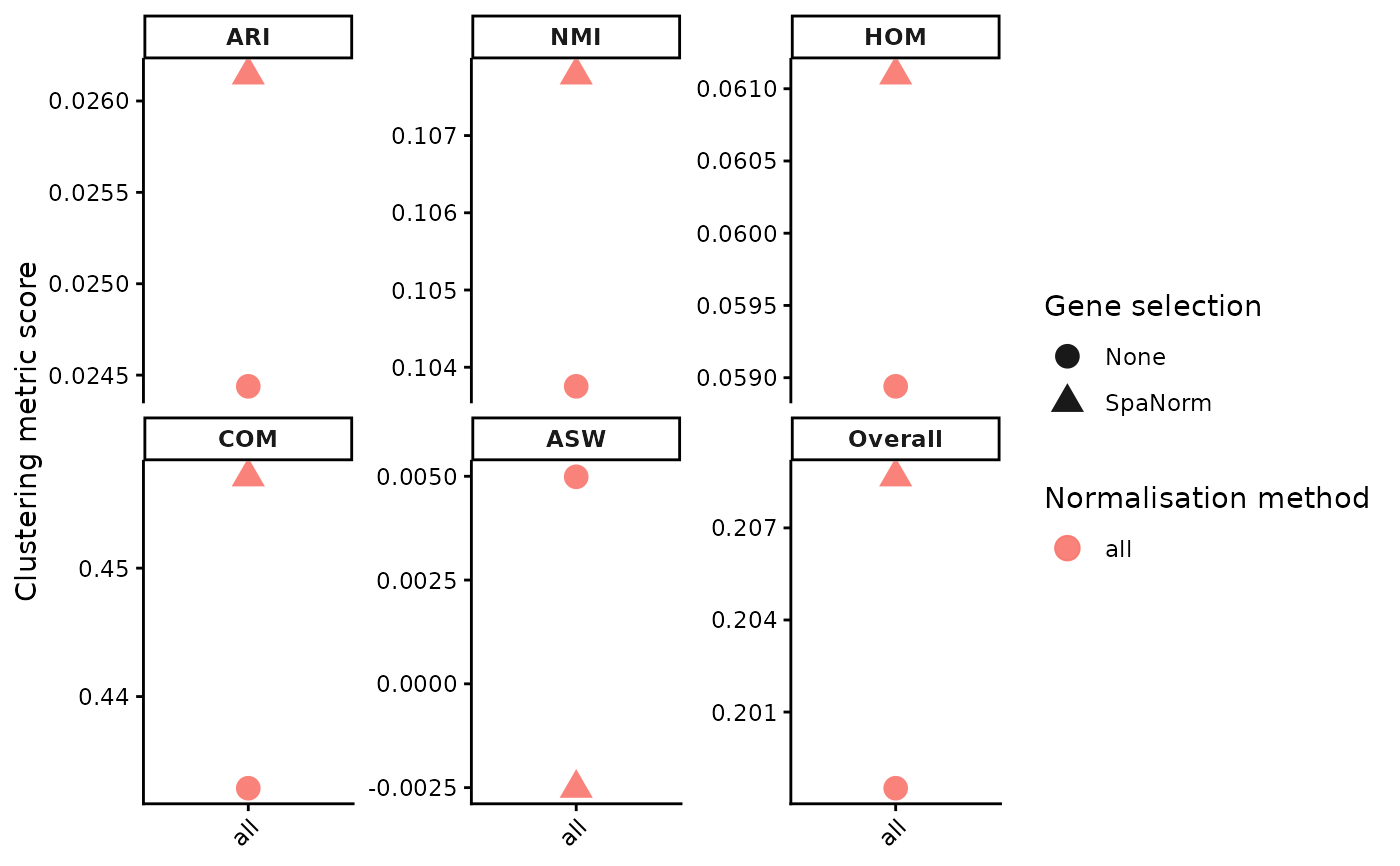 ARI
NMI
HOM
0.0260
0.0255
0.0250
0.0245
0.107
0.106
0.105
0.104
0.0610
0.0605
0.0600
0.0595
0.0590
COM
ASW
Overall
0.45
0.44
0.0050
0.0025
0.0000
-0.0025
0.207
0.204
0.201
all
all
all
Clustering metric score
Gene selection
None
SpaNorm
Normalisation method
all